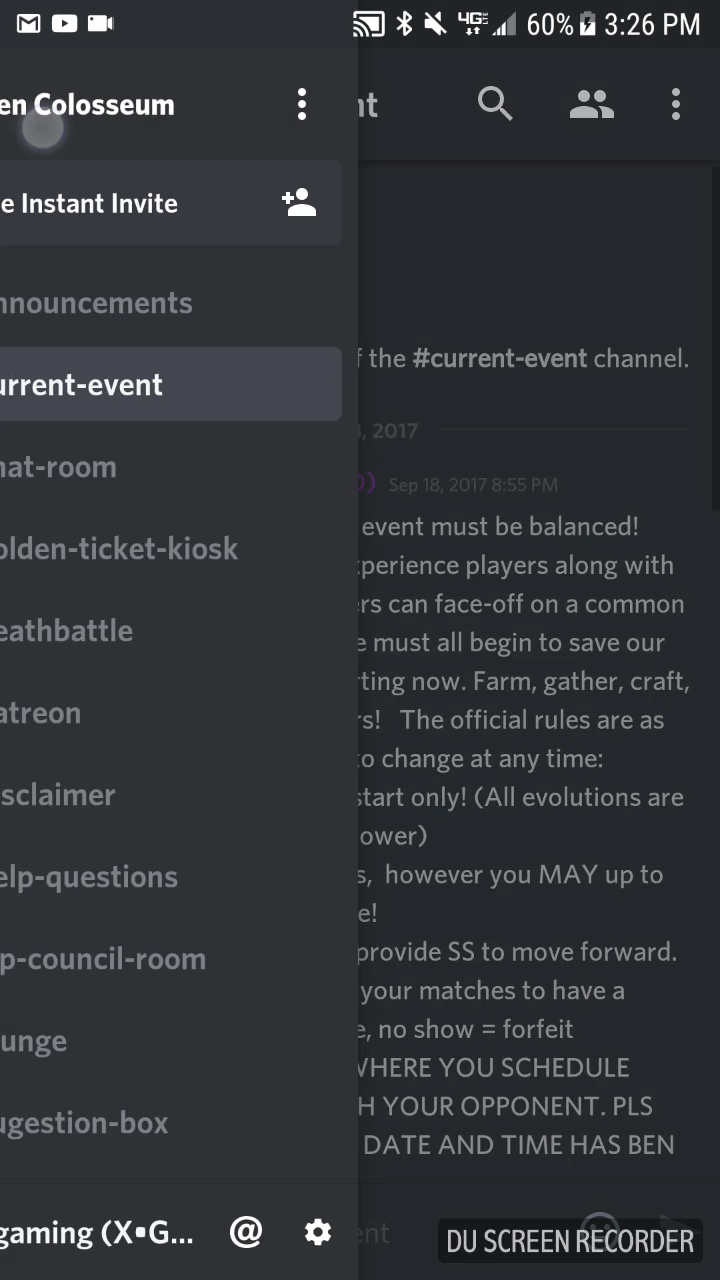 4G 60% 3:26 PM
en Colosseum
nt
e Instant Invite
nnouncements
urrent-event
hat-room
olden-ticket-kiosk
eathbattle
atreon
sclaimer
elp-questions
p-council-room
unge
ugestion-box
gaming (X▪G...
@
f the #current-event channel.
3, 2017
) Sep 18, 2017 8:55 PM
event must be balanced!
xperience players along with
ers can face-off on a common
e must all begin to save our
rting now. Farm, gather, craft,
rs! The official rules are as
to change at any time:
start only! (All evolutions are
ower)
s, however you MAY up to
e!
provide SS to move forward.
your matches to have a
e, no show = forfeit
WHERE YOU SCHEDULE
H YOUR OPPONENT. PLS
DATE AND TIME HAS BEN
ent
DU SCREEN RECORDER